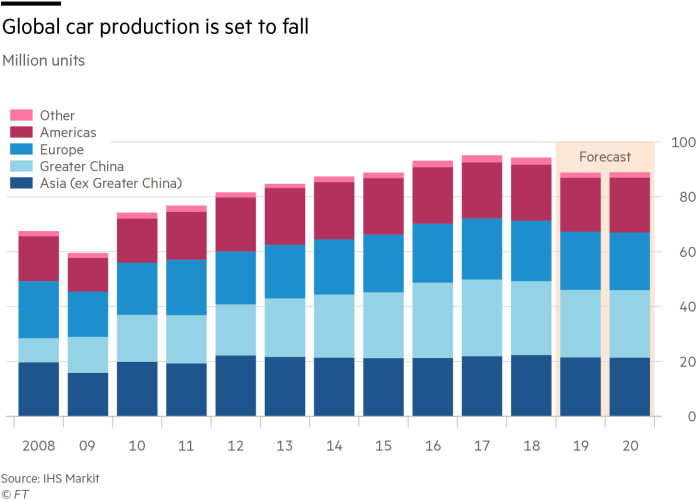 Global car production is set to fall
Million units
Other
Americas
Europe
Greater China
Asia (ex Greater China)
Forecast
100
80
60
40
20
0
2008 09 10 11 12 13 14 15 16 17 18 19 20
Source: IHS Markit
© FT